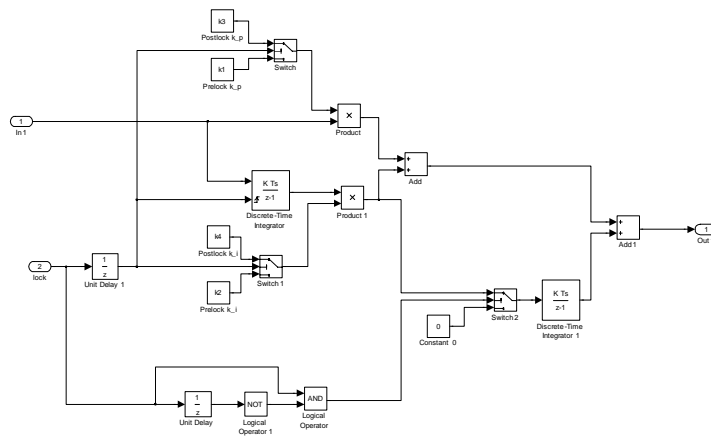 k3
Postlock k_p
Switch
k1
Prelock k_p
1
In1
×
Product
+
+
Add
K Ts
z-1
Discrete-Time
Integrator
×
Product 1
+
+
Add1
1
Out
k4
Postlock k_i
Switch 1
2
lock
1
z
Unit Delay 1
k2
Prelock k_i
Switch 2
K Ts
z-1
Discrete-Time
Integrator 1
0
Constant 0
1
z
Unit Delay
NOT
Logical
Operator 1
AND
Logical
Operator